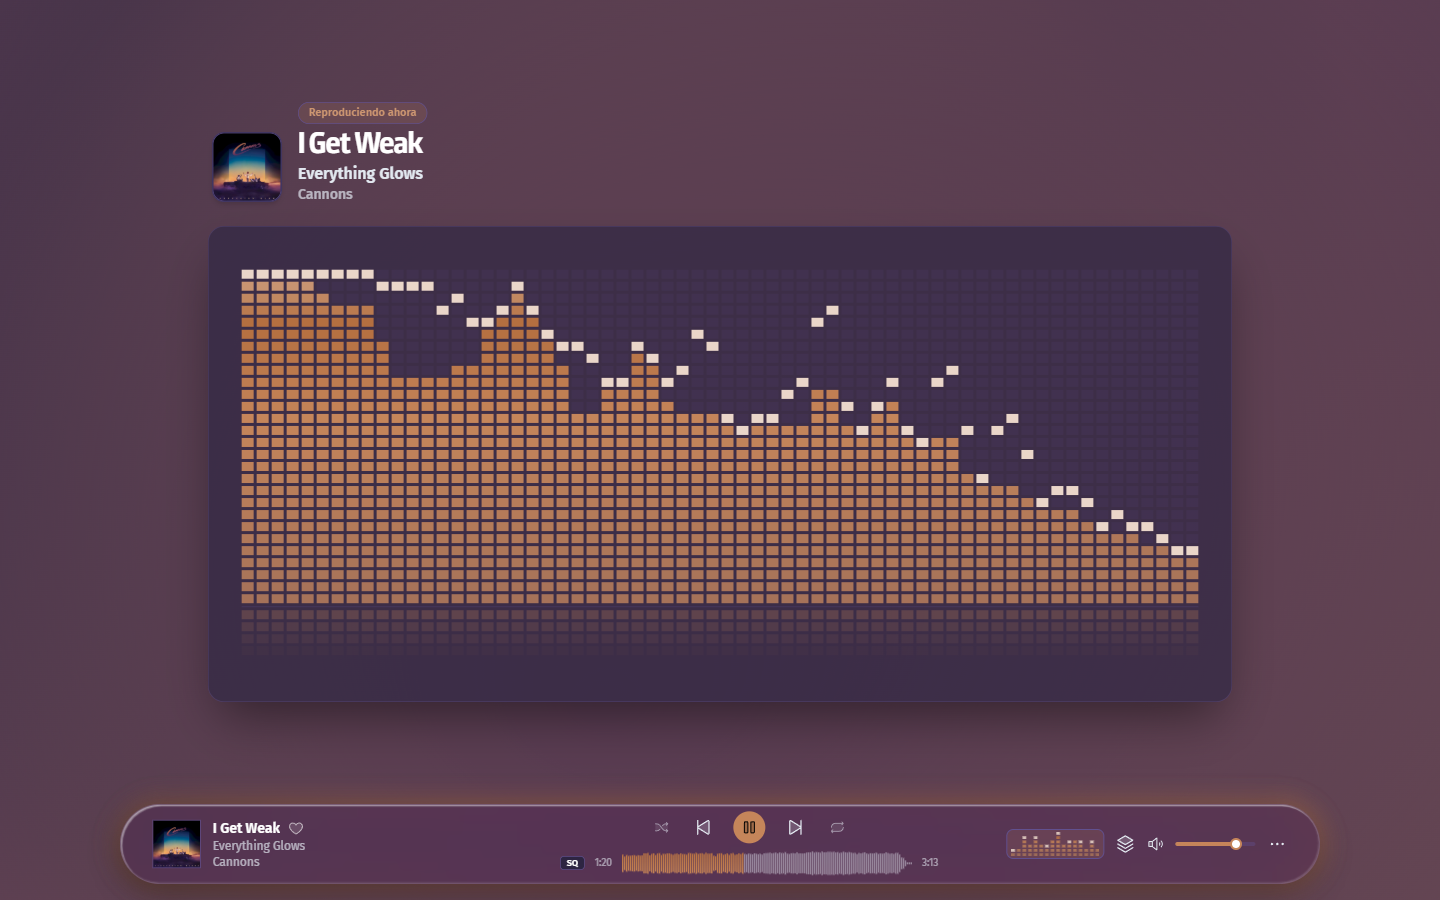 Reproduciendo ahora
I Get Weak
Everything Glows
Cannons
I Get Weak
Everything Glows
Cannons
SQ
1:20
3:13